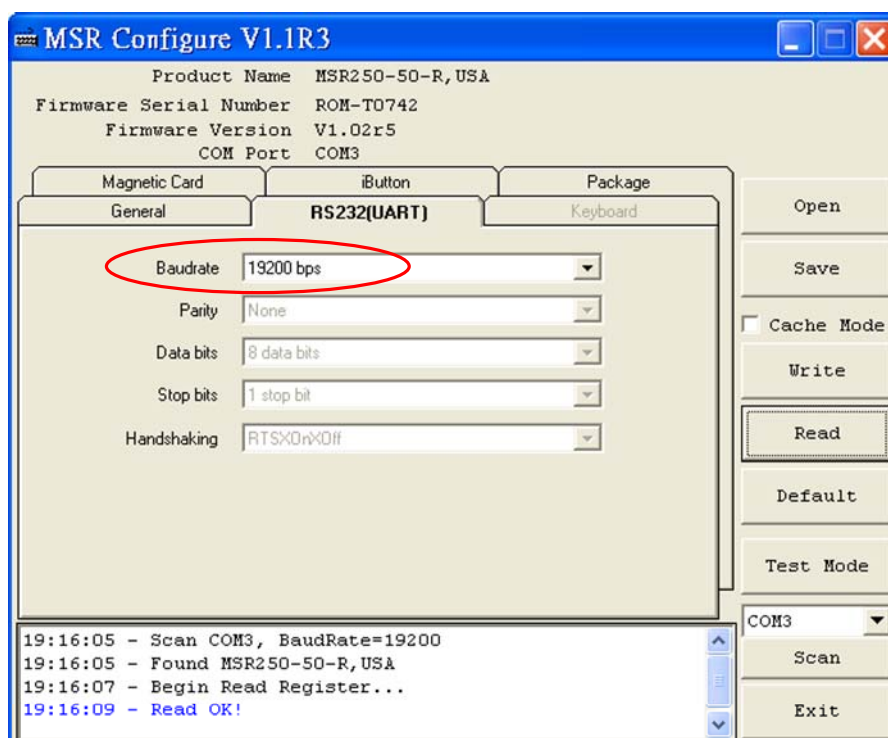 MSR Configure V1.1R3
Product Name MSR250-50-R,USA
Firmware Serial Number ROM-T0742
Firmware Version V1.02r5
COM Port COM3
Magnetic Card iButton Package
General RS232(UART) Keyboard
Baudrate 19200 bps
Parity None
Data bits 8 data bits
Stop bits 1 stop bit
Handshaking RTSXOnXOff
Open
Save
Cache Mode
Write
Read
Default
Test Mode
COM3
Scan
Exit
19:16:05 - Scan COM3, BaudRate=19200
19:16:05 - Found MSR250-50-R,USA
19:16:07 - Begin Read Register...
19:16:09 - Read OK!